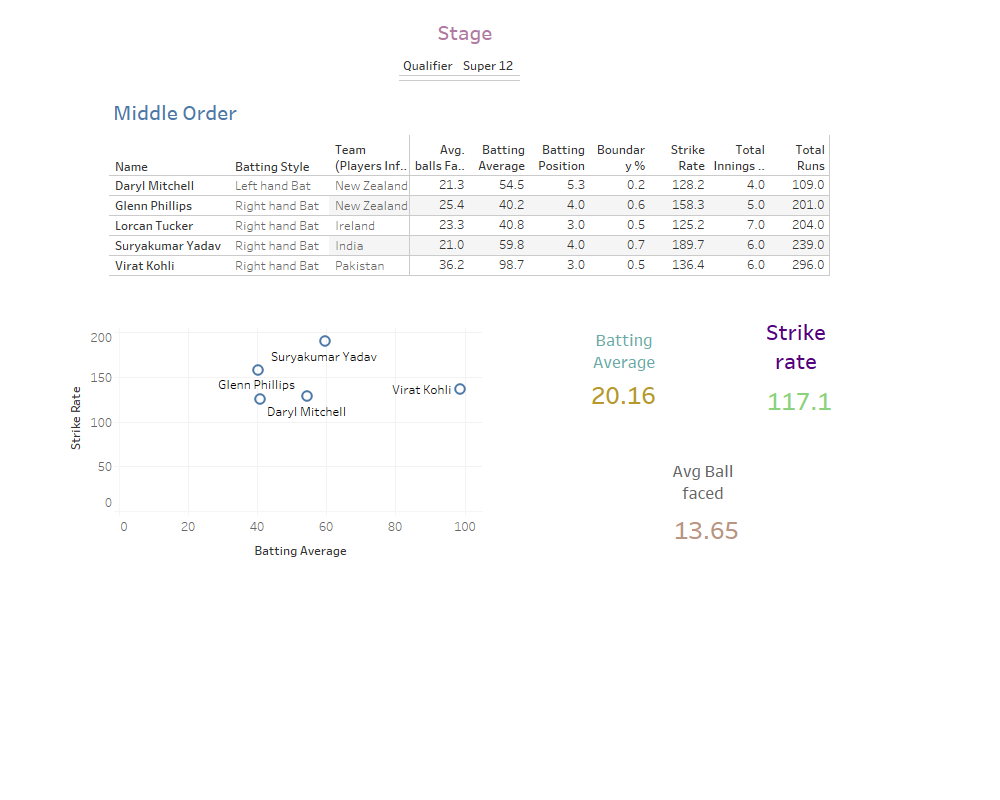 Stage
Qualifier Super 12
Middle Order
Name Batting Style Team (Players Inf.. Avg. balls Fa.. Batting Average Batting Position Boundar y % Strike Rate Total Innings .. Total Runs
Daryl Mitchell Left hand Bat New Zealand 21.3 54.5 5.3 0.2 128.2 4.0 109.0
Glenn Phillips Right hand Bat New Zealand 25.4 40.2 4.0 0.6 158.3 5.0 201.0
Lorcan Tucker Right hand Bat Ireland 23.3 40.8 3.0 0.5 125.2 7.0 204.0
Suryakumar Yadav Right hand Bat India 21.0 59.8 4.0 0.7 189.7 6.0 239.0
Virat Kohli Right hand Bat Pakistan 36.2 98.7 3.0 0.5 136.4 6.0 296.0
Strike Rate
200
150
100
50
0
Suryakumar Yadav
Glenn Phillips
Virat Kohli
Daryl Mitchell
0 20 40 60 80 100
Batting Average
Batting
Average
20.16
Strike
rate
117.1
Avg Ball
faced
13.65